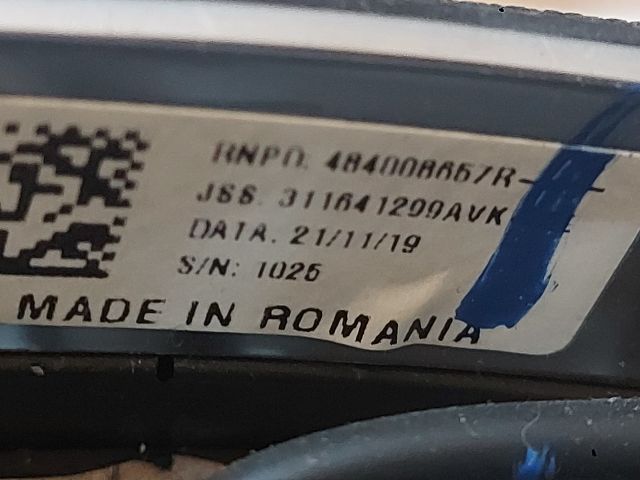 RNPO. 484008657R-
JSS. 311641299AVK
DATA. 21/11/19
S/N: 1025
MADE IN ROMANIA